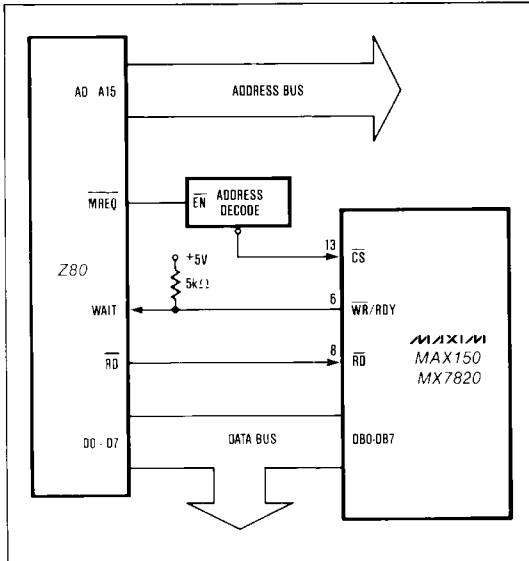 A0 - A15
ADDRESS BUS
MREQ
EN
ADDRESS
DECODE
13
CS
+5V
5kΩ
Z80
WAIT
6
WR/RDY
MAXIM
MAX150
MX7820
RD
8
RD
D0 - D7
DATA BUS
DB0-DB7